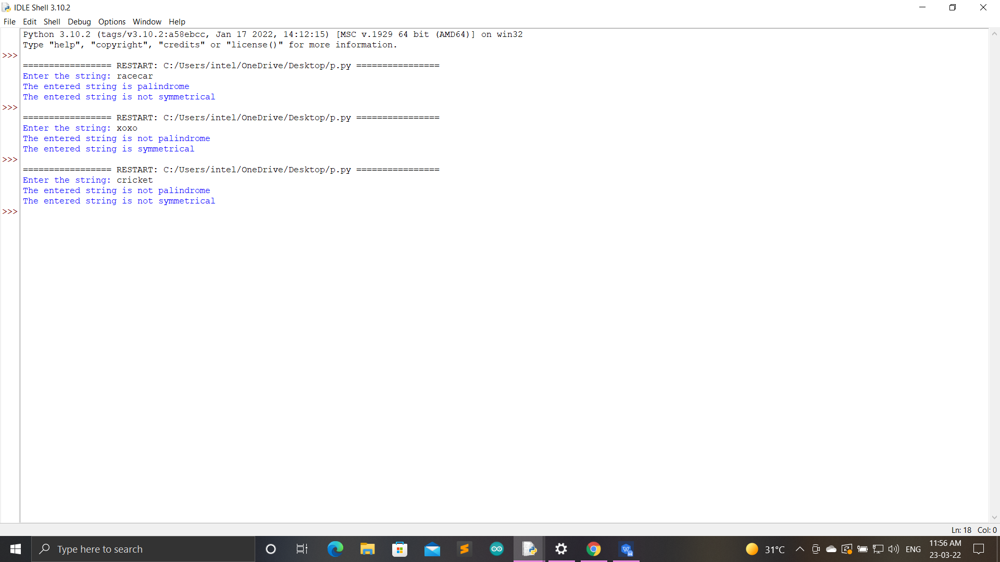 IDLE Shell 3.10.2
File Edit Shell Debug Options Window Help
Python 3.10.2 (tags/v3.10.2:a58ebcc, Jan 17 2022, 14:12:15) [MSC v.1929 64 bit (AMD64)] on win32
Type "help", "copyright", "credits" or "license()" for more information.
>>>
================= RESTART: C:/Users/intel/OneDrive/Desktop/p.py ================
Enter the string: racecar
The entered string is palindrome
The entered string is not symmetrical
>>>
================= RESTART: C:/Users/intel/OneDrive/Desktop/p.py ================
Enter the string: xoxo
The entered string is not palindrome
The entered string is symmetrical
>>>
================= RESTART: C:/Users/intel/OneDrive/Desktop/p.py ================
Enter the string: cricket
The entered string is not palindrome
The entered string is not symmetrical
>>>
Ln: 18 Col: 0
Type here to search
31°C
ENG
11:56 AM
23-03-22